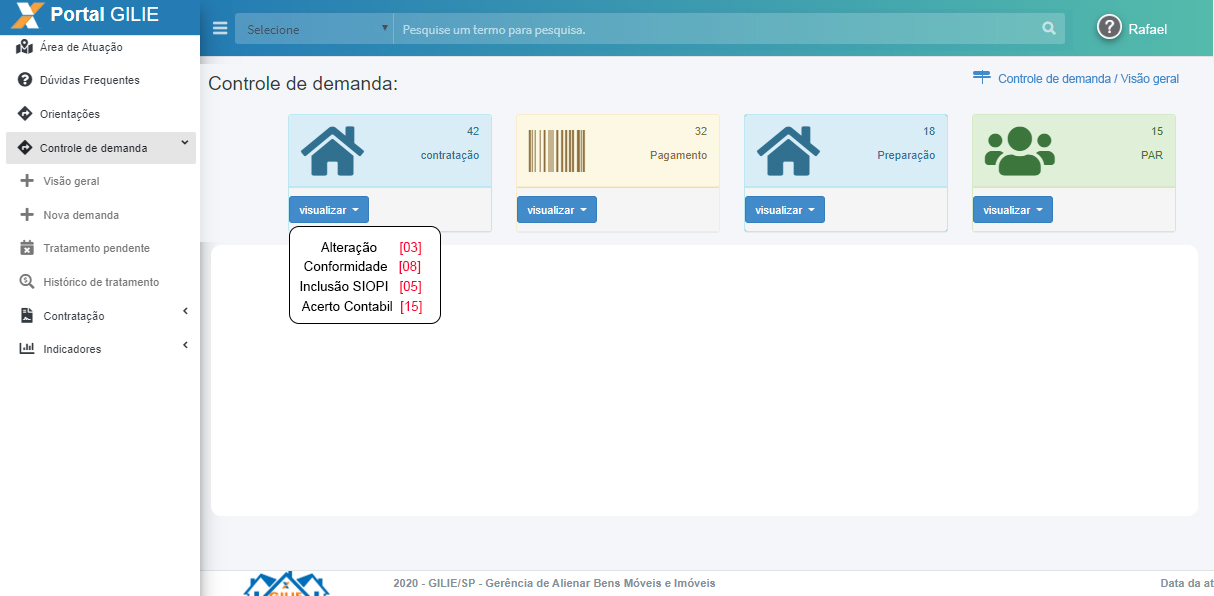 Portal GILIE
Selecione
Pesquise um termo para pesquisa.
Rafael
Área de Atuação
Dúvidas Frequentes
Orientações
Controle de demanda
Visão geral
Nova demanda
Tratamento pendente
Histórico de tratamento
Contratação
Indicadores
Controle de demanda:
Controle de demanda / Visão geral
42
contratação
visualizar
32
Pagamento
visualizar
18
Preparação
visualizar
15
PAR
visualizar
Alteração [03]
Conformidade [08]
Inclusão SIOPI [05]
Acerto Contabil [15]
GILIE
2020 - GILIE/SP - Gerência de Alienar Bens Móveis e Imóveis
Data da at